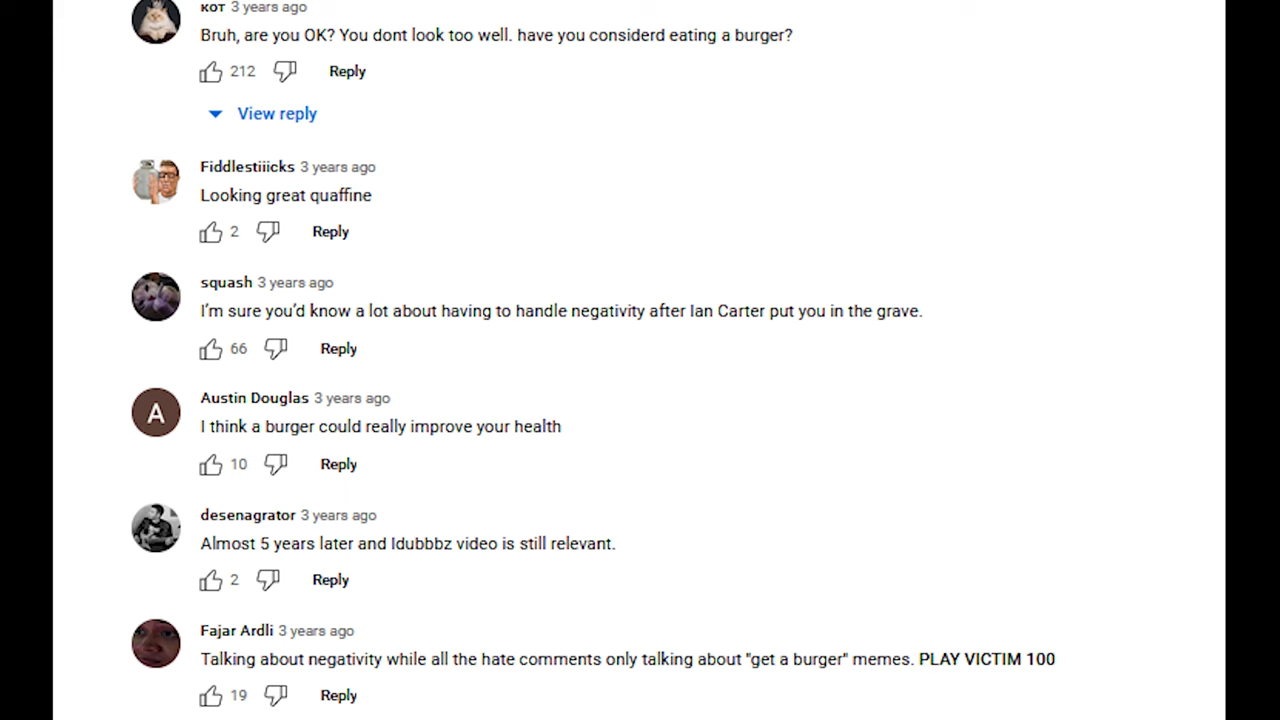 кот 3 years ago
Bruh, are you OK? You dont look too well. have you considerd eating a burger?
212 Reply
View reply
Fiddlestiiicks 3 years ago
Looking great quaffine
2 Reply
squash 3 years ago
I'm sure you'd know a lot about having to handle negativity after Ian Carter put you in the grave.
66 Reply
A
Austin Douglas 3 years ago
I think a burger could really improve your health
10 Reply
desenagrator 3 years ago
Almost 5 years later and Idubbbz video is still relevant.
2 Reply
Fajar Ardli 3 years ago
Talking about negativity while all the hate comments only talking about "get a burger" memes. PLAY VICTIM 100
19 Reply